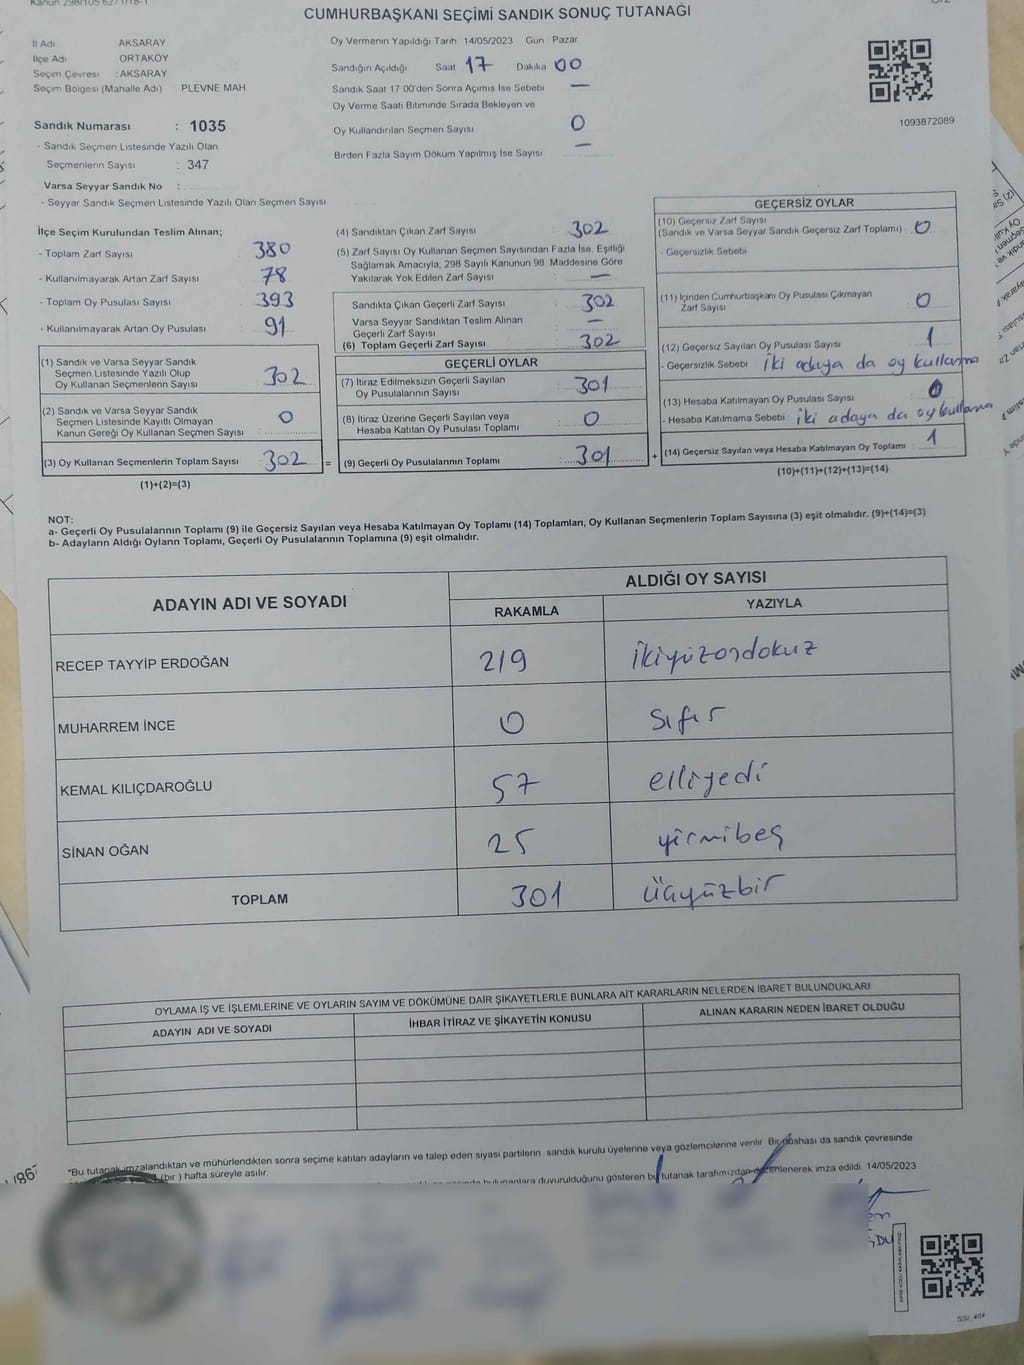 CUMHURBAŞKANI SEÇİMİ SANDIK SONUÇ TUTANAĞI
İl Adı AKSARAY
İlçe Adı ORTAKÖY
Seçim Çevresi : AKSARAY
Seçim Bölgesi (Mahalle Adı) PLEVNE MAH
Sandık Numarası : 1035
- Sandık Seçmen Listesinde Yazılı Olan
Seçmenlerin Sayısı : 347
Varsa Seyyar Sandık No :
- Seyyar Sandık Seçmen Listesinde Yazılı Olan Seçmen Sayısı
Oy Vermenin Yapıldığı Tarih 14/05/2023 Gün Pazar
Sandığın Açıldığı Saat 17 Dakika 00
Sandık Saat 17.00'den Sonra Açımış İse Sebebi —
Oy Verme Saati Bitiminde Sırada Bekleyen ve
Oy Kullandırılan Seçmen Sayısı 0
Birden Fazla Sayım Döküm Yapılmış İse Sayısı —
1093872089
İlçe Seçim Kurulundan Teslim Alınan;
- Toplam Zarf Sayısı : 380
- Kullanılmayarak Artan Zarf Sayısı : 78
- Toplam Oy Pusulası Sayısı : 393
- Kullanılmayarak Artan Oy Pusulası : 91
(1) Sandık ve Varsa Seyyar Sandık
Seçmen Listesinde Yazılı Olup
Oy Kullanan Seçmenlerin Sayısı : 302
(2) Sandık ve Varsa Seyyar Sandık
Seçmen Listesinde Kayıtlı Olmayan
Kanun Gereği Oy Kullanan Seçmen Sayısı : 0
(3) Oy Kullanan Seçmenlerin Toplam Sayısı : 302 =
(1)+(2)=(3)
(4) Sandıktan Çıkan Zarf Sayısı : 302
(5) Zarf Sayısı Oy Kullanan Seçmen Sayısından Fazla İse, Eşitliği
Sağlamak Amacıyla; 298 Sayılı Kanunun 98. Maddesine Göre
Yakılarak Yok Edilen Zarf Sayısı : —
Sandıkta Çıkan Geçerli Zarf Sayısı : 302
Varsa Seyyar Sandıktan Teslim Alınan
Geçerli Zarf Sayısı : —
(6) Toplam Geçerli Zarf Sayısı : 302
GEÇERLİ OYLAR
(7) İtiraz Edilmeksizin Geçerli Sayılan
Oy Pusulasının Sayısı : 301
(8) İtiraz Üzerine Geçerli Sayılan veya
Hesaba Katılan Oy Pusulası Toplamı : 0
(9) Geçerli Oy Pusulalarının Toplamı : 301 +
GEÇERSİZ OYLAR
(10) Geçersiz Zarf Sayısı
(Sandık ve Varsa Seyyar Sandık Geçersiz Zarf Toplamı) : 0
- Geçersizlik Sebebi
(11) İçinden Cumhurbaşkanı Oy Pusulası Çıkmayan
Zarf Sayısı : 0
(12) Geçersiz Sayılan Oy Pusulası Sayısı : 1
- Geçersizlik Sebebi : iki adaya da oy kullanma
(13) Hesaba Katılmayan Oy Pusulası Sayısı : 0
- Hesaba Katılmama Sebebi : iki adaya da oy kullanma
(14) Geçersiz Sayılan veya Hesaba Katılmayan Oy Toplamı : 1
(10)+(11)+(12)+(13)=(14)
NOT:
a- Geçerli Oy Pusulalarının Toplamı (9) ile Geçersiz Sayılan veya Hesaba Katılmayan Oy Toplamı (14) Toplamları, Oy Kullanan Seçmenlerin Toplam Sayısına (3) eşit olmalıdır. (9)+(14)=(3)
b- Adayların Aldığı Oyların Toplamı, Geçerli Oy Pusulalarının Toplamına (9) eşit olmalıdır.
ADAYIN ADI VE SOYADI ALDIĞI OY SAYISI
RAKAMLA YAZIYLA
RECEP TAYYİP ERDOĞAN 219 ikiyüzondokuz
MUHARREM İNCE 0 sıfır
KEMAL KILIÇDAROĞLU 57 elliyedi
SİNAN OĞAN 25 yirmibeş
TOPLAM 301 üçyüzbir
OYLAMA İŞ VE İŞLEMLERİNE VE OYLARIN SAYIM VE DÖKÜMÜNE DAİR ŞİKAYETLERLE BUNLARA AİT KARARLARIN NELERDEN İBARET BULUNDUKLARI
ADAYIN ADI VE SOYADI İHBAR İTİRAZ VE ŞİKAYETİN KONUSU ALINAN KARARIN NEDEN İBARET OLDUĞU
*Bu tutanak imzalandıktan ve mühürlendikten sonra seçime katılan adayların ve talep eden siyasi partilerin sandık kurulu üyelerine veya gözlemcilerine verilir. Bir nüshası da sandık çevresinde
(bir) hafta süreyle asılır.
bulunanlara duyurulduğunu gösteren bu tutanak tarafımızdan düzenlenerek imza edildi. 14/05/2023